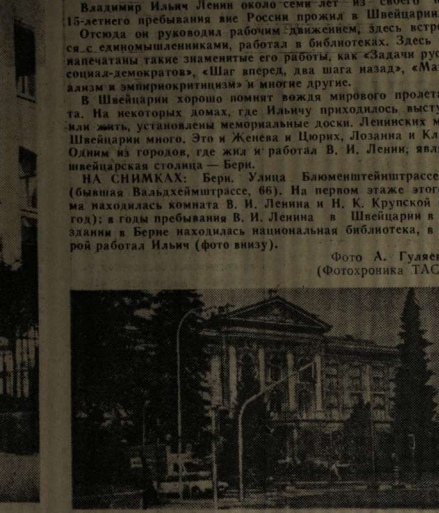 Владимир Ильич Ленин около семи лет из своего
15-летнего пребывания вне России прожил в Швейцарии
Отсюда он руководил рабочим движением, здесь встре
ся с единомышленниками, работал в библиотеках. Здесь
напечатаны такие знаменитые его работы, как «Задачи рус
социал-демократов», «Шаг вперед, два шага назад», «Ма
ализм и эмпириокритицизм» и многие другие.
В Швейцарии хорошо помнят вождя мирового пролета
та. На некоторых домах, где Ильичу приходилось высту
или жить, установлены мемориальные доски. Ленинских м
Швейцарии много. Это и Женева и Цюрих, Лозанна и Кл
Одним из городов, где жил и работал В. И. Ленин, явл
швейцарская столица — Берн.
НА СНИМКАХ: Берн. Улица Блюменштейнштрассе
(бывшая Вальдхеймштрассе, 66). На первом этаже этог
ма находилась комната В. И. Ленина и Н. К. Крупской
год); в годы пребывания В. И. Ленина в Швейцарии в
здании в Берне находилась национальная библиотека, в
рой работал Ильич (фото внизу).
Фото А. Гуляе
(Фотохроника ТАС